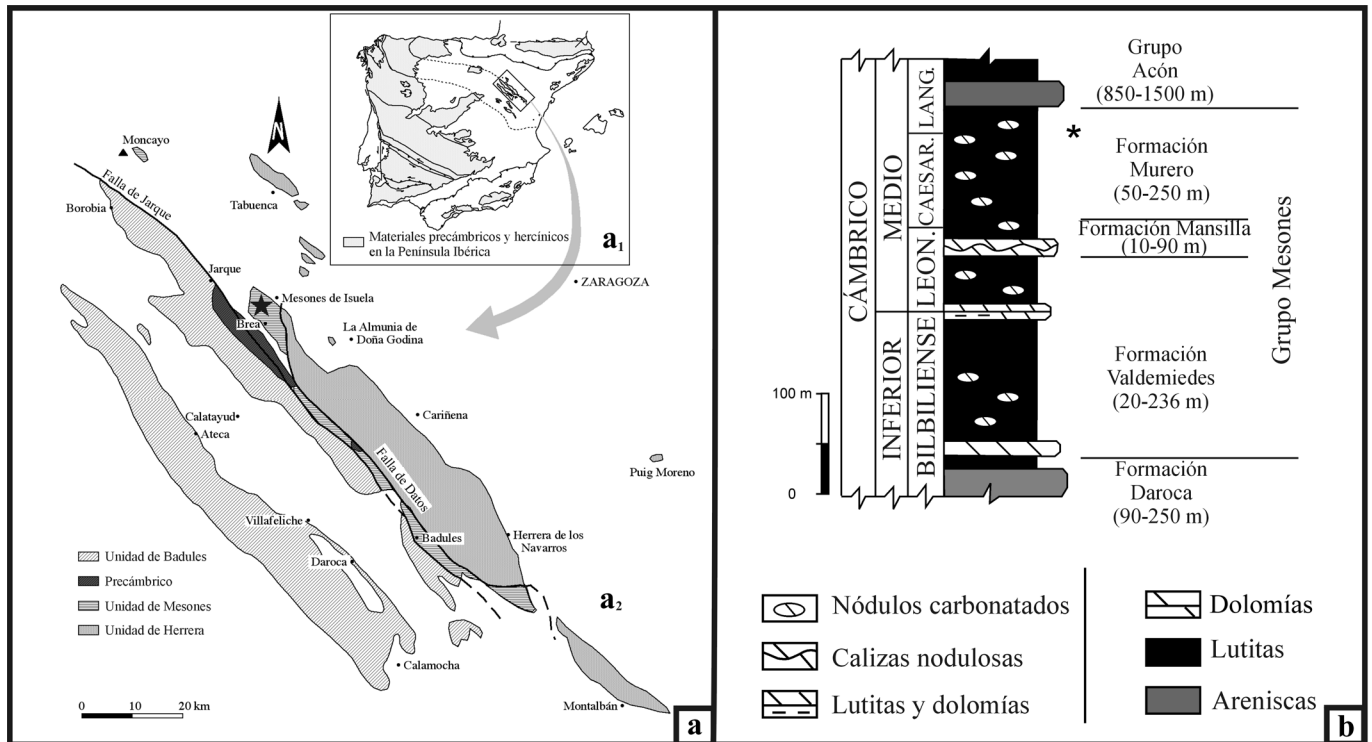 Moncayo
N
Tabuenca
Falla de Jarque
Borobia
Materiales precámbricos y hercínicos
en la Península Ibérica
a1
Jarque
ZARAGOZA
Mesones de Isuela
Brea
La Almunia de
Doña Godina
Calatayud
Ateca
Cariñena
Puig Moreno
Falla de Datos
Villafeliche
Badules
Herrera de los
Navarros
Daroca
Unidad de Badules
Precámbrico
Unidad de Mesones
Unidad de Herrera
a2
Calamocha
Montalbán
0 10 20 km
a
CÁMBRICO
MEDIO
INFERIOR
LANG.
CAESAR.
LEON.
BILBILIENSE
Grupo
Acón
(850-1500 m)
*
Formación
Murero
(50-250 m)
Formación Mansilla
(10-90 m)
Grupo Mesones
Formación
Valdemiedes
(20-236 m)
Formación
Daroca
(90-250 m)
100 m
0
Nódulos carbonatados
Calizas nodulosas
Lutitas y dolomías
Dolomías
Lutitas
Areniscas
b